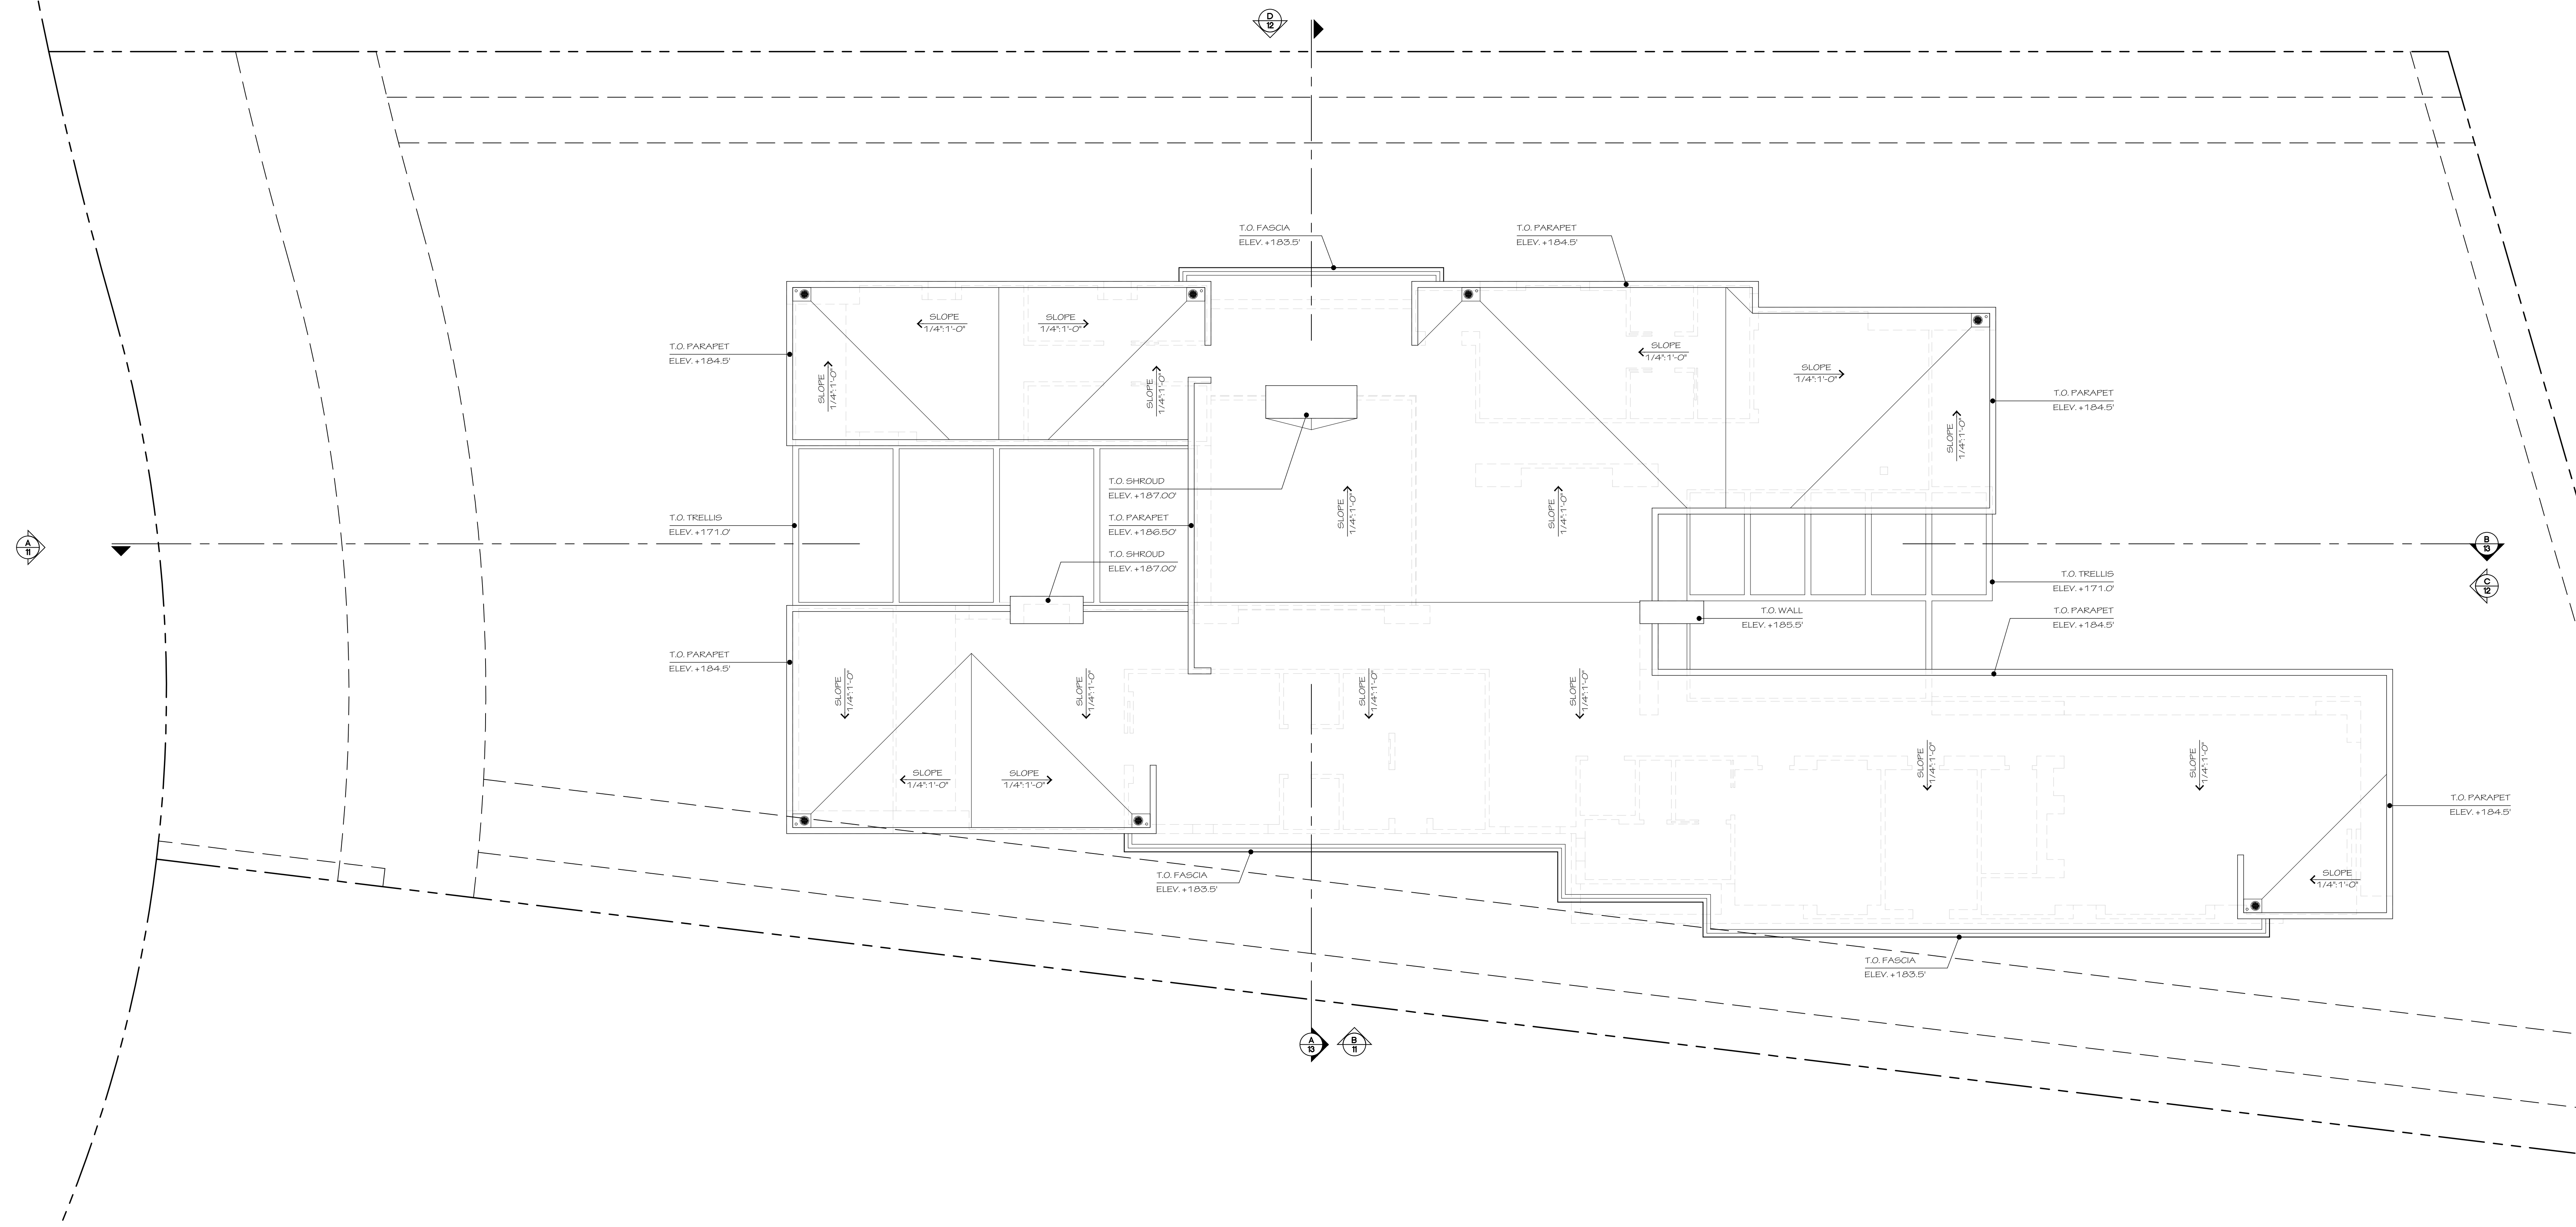 D
12
T.O. FASCIA
ELEV. +183.5'
T.O. PARAPET
ELEV. +184.5'
SLOPE
1/4":1'-0"
SLOPE
1/4":1'-0"
T.O. PARAPET
ELEV. +184.5'
SLOPE
1/4":1'-0"
SLOPE
1/4":1'-0"
SLOPE
1/4":1'-0"
SLOPE
1/4":1'-0"
T.O. PARAPET
ELEV. +184.5'
SLOPE
1/4":1'-0"
T.O. SHROUD
ELEV. +187.00'
T.O. TRELLIS
ELEV. +171.0'
T.O. PARAPET
ELEV. +186.50'
SLOPE
1/4":1'-0"
SLOPE
1/4":1'-0"
A
11
T.O. SHROUD
ELEV. +187.00'
B
13
T.O. TRELLIS
ELEV. +171.0'
C
12
T.O. WALL
ELEV. +185.5'
T.O. PARAPET
ELEV. +184.5'
T.O. PARAPET
ELEV. +184.5'
SLOPE
1/4":1'-0"
SLOPE
1/4":1'-0"
SLOPE
1/4":1'-0"
SLOPE
1/4":1'-0"
SLOPE
1/4":1'-0"
SLOPE
1/4":1'-0"
SLOPE
1/4":1'-0"
SLOPE
1/4":1'-0"
T.O. PARAPET
ELEV. +184.5'
T.O. FASCIA
ELEV. +183.5'
SLOPE
1/4":1'-0"
T.O. FASCIA
ELEV. +183.5'
A
13
B
11